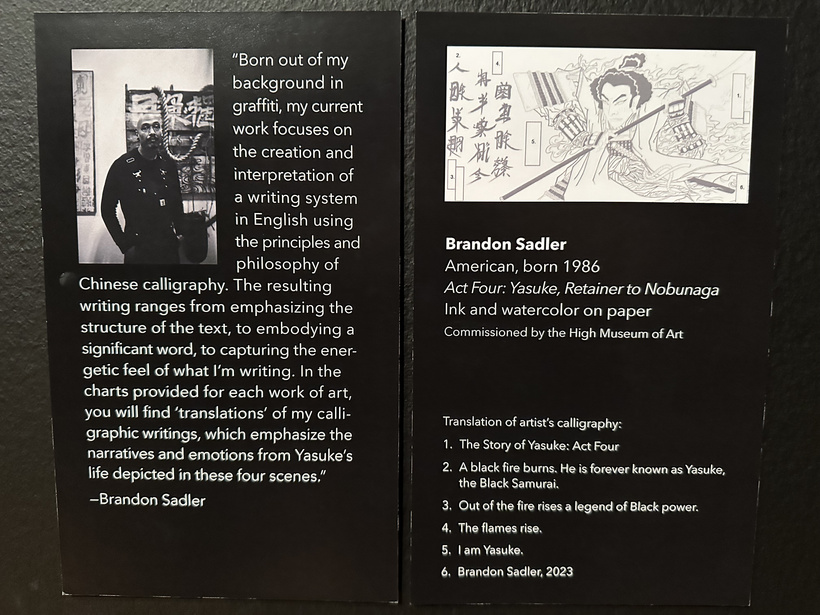 “Born out of my
background in
graffiti, my current
work focuses on
the creation and
interpretation of
a writing system
in English using
the principles and
philosophy of
Chinese calligraphy. The resulting
writing ranges from emphasizing the
structure of the text, to embodying a
significant word, to capturing the ener-
getic feel of what I’m writing. In the
charts provided for each work of art,
you will find ‘translations’ of my calli-
graphic writings, which emphasize the
narratives and emotions from Yasuke’s
life depicted in these four scenes.”
–Brandon Sadler
2.
4.
1.
5.
3.
6.
Brandon Sadler
American, born 1986
Act Four: Yasuke, Retainer to Nobunaga
Ink and watercolor on paper
Commissioned by the High Museum of Art
Translation of artist’s calligraphy:
1. The Story of Yasuke: Act Four
2. A black fire burns. He is forever known as Yasuke,
the Black Samurai.
3. Out of the fire rises a legend of Black power.
4. The flames rise.
5. I am Yasuke.
6. Brandon Sadler, 2023